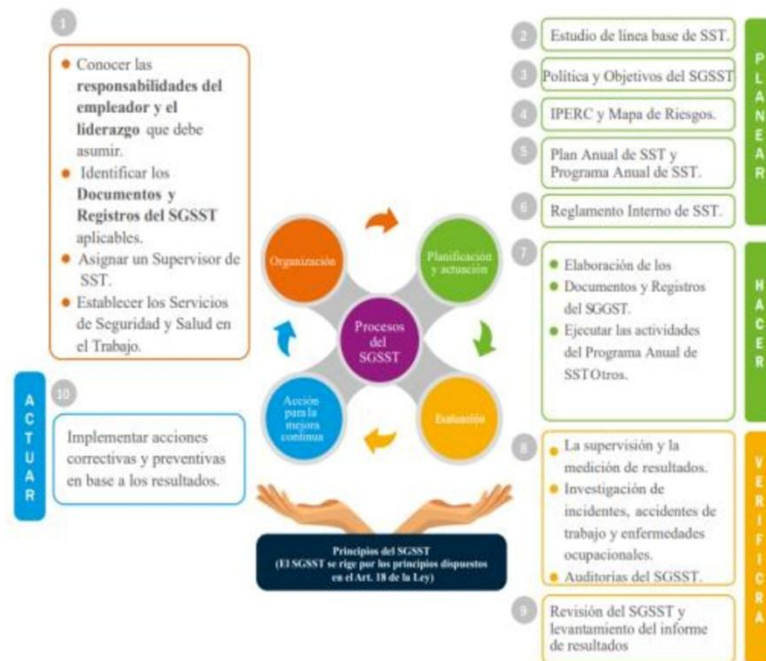 1
● Conocer las
responsabilidades del
empleador y el
liderazgo que debe
asumir.
● Identificar los
Documentos y
Registros del SGSST
aplicables.
● Asignar un Supervisor de
SST.
● Establecer los Servicios
de Seguridad y Salud en
el Trabajo.
2
Estudio de línea base de SST.
3
Política y Objetivos del SGSST
4
IPERC y Mapa de Riesgos.
5
Plan Anual de SST y
Programa Anual de SST.
6
Reglamento Interno de SST.
PLANEAR
7
● Elaboración de los
● Documentos y Registros
del SGGST.
● Ejecutar las actividades
del Programa Anual de
SSTOtros.
HACER
Organización
Planificación
y actuación
Procesos
del
SGSST
Acción
para la
mejora
continua
Evaluación
8
● La supervisión y la
medición de resultados.
● Investigación de
incidentes, accidentes de
trabajo y enfermedades
ocupacionales.
● Auditorias del SGSST.
9
Revisión del SGSST y
levantamiento del informe
de resultados
VERIFICRA
ACTUAR
10
Implementar acciones
correctivas y preventivas
en base a los resultados.
Principios del SGSST
(El SGSST se rige por los principios dispuestos
en el Art. 18 de la Ley)